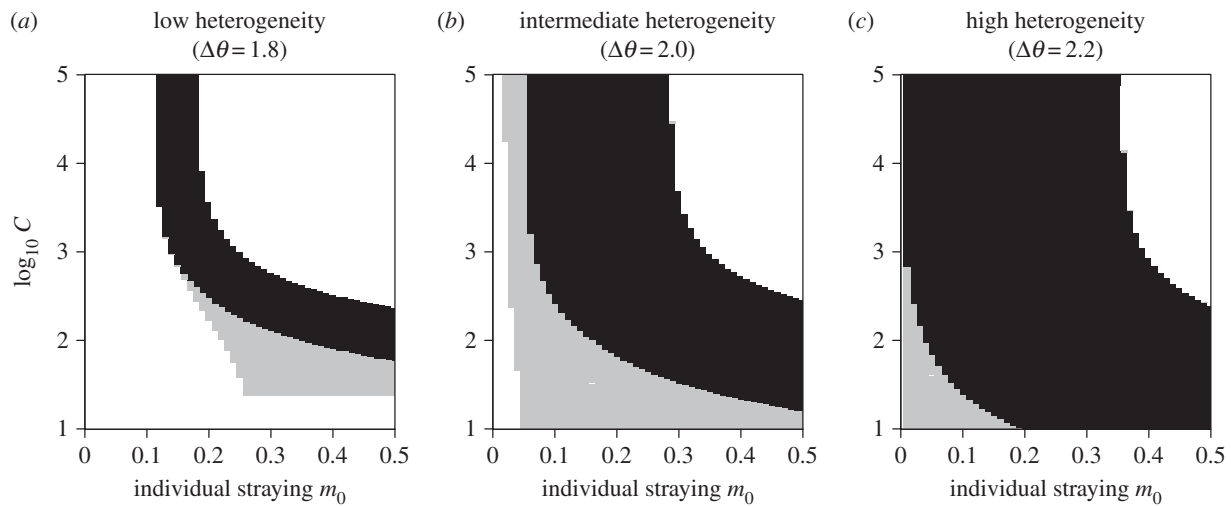 (a) low heterogeneity
(Δθ = 1.8)
(b) intermediate heterogeneity
(Δθ = 2.0)
(c) high heterogeneity
(Δθ = 2.2)
log10 C
5
4
3
2
1
0 0.1 0.2 0.3 0.4 0.5
individual straying m0
5
4
3
2
1
0 0.1 0.2 0.3 0.4 0.5
individual straying m0
5
4
3
2
1
0 0.1 0.2 0.3 0.4 0.5
individual straying m0